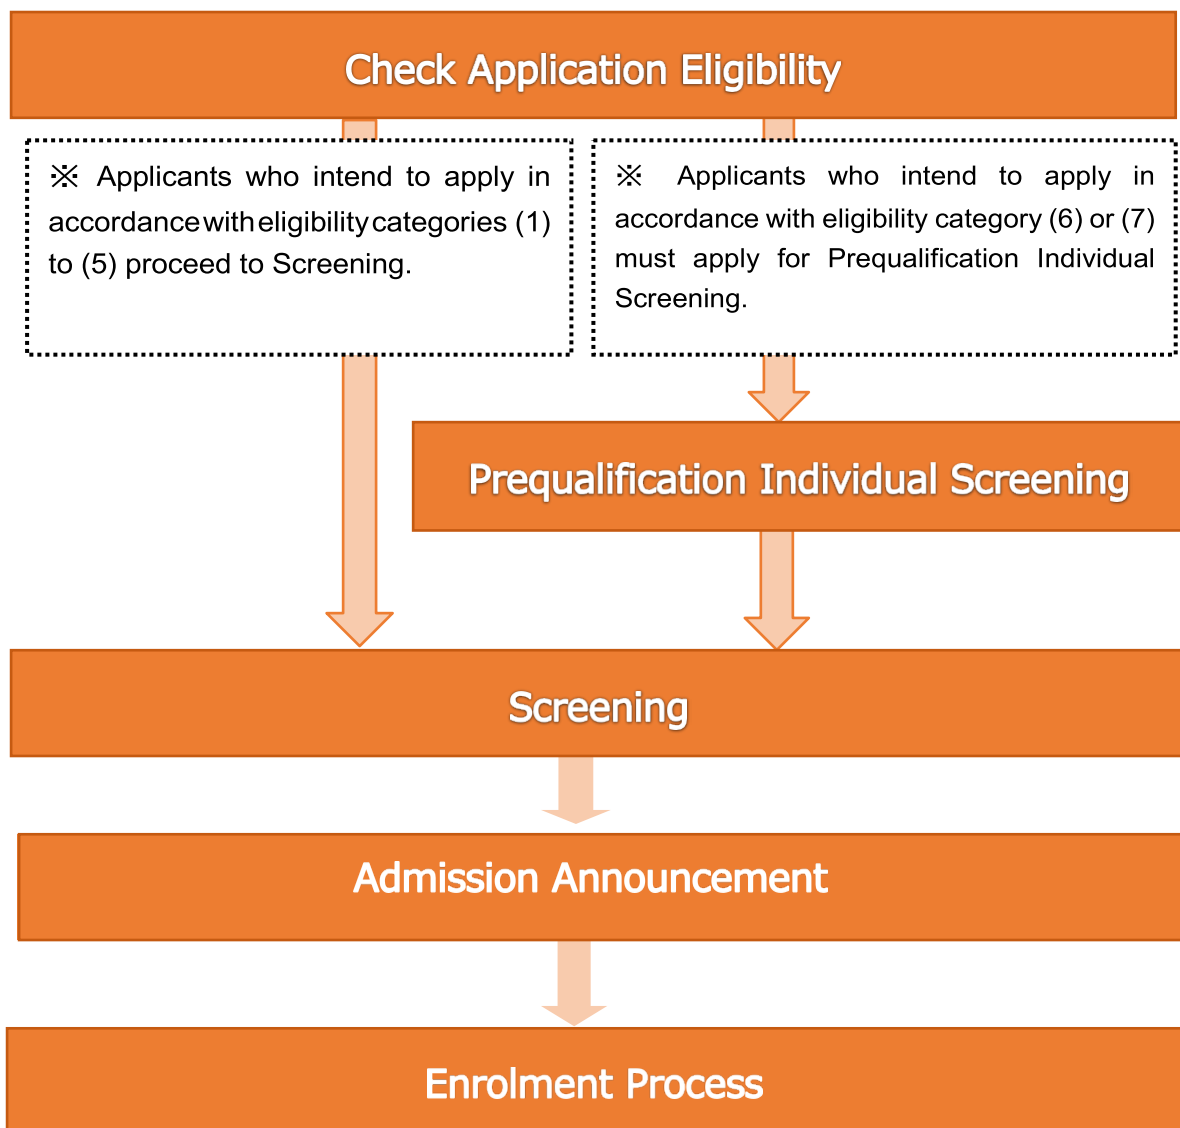 Check Application Eligibility
※ Applicants who intend to apply in
accordance with eligibility categories (1)
to (5) proceed to Screening.
※ Applicants who intend to apply in
accordance with eligibility category (6) or (7)
must apply for Prequalification Individual
Screening.
Prequalification Individual Screening
Screening
Admission Announcement
Enrolment Process